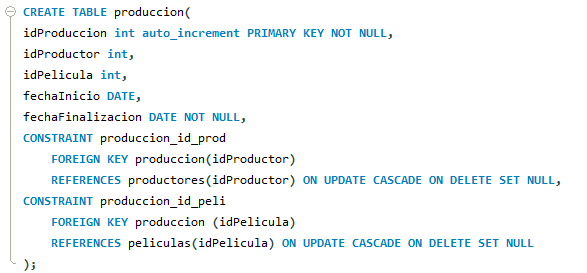 CREATE TABLE produccion(
idProduccion int auto_increment PRIMARY KEY NOT NULL,
idProductor int,
idPelicula int,
fechaInicio DATE,
fechaFinalizacion DATE NOT NULL,
CONSTRAINT produccion_id_prod
    FOREIGN KEY produccion(idProductor)
    REFERENCES productores(idProductor) ON UPDATE CASCADE ON DELETE SET NULL,
CONSTRAINT produccion_id_peli
    FOREIGN KEY produccion (idPelicula)
    REFERENCES peliculas(idPelicula) ON UPDATE CASCADE ON DELETE SET NULL
);